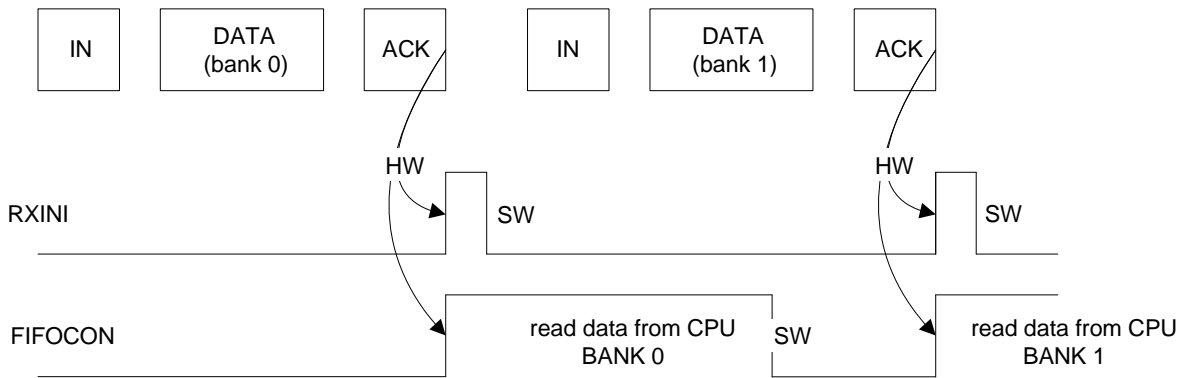 IN
DATA
(bank 0)
ACK
IN
DATA
(bank 1)
ACK
HW
HW
RXINI
SW
SW
FIFOCON
read data from CPU
BANK 0
SW
read data from CPU
BANK 1